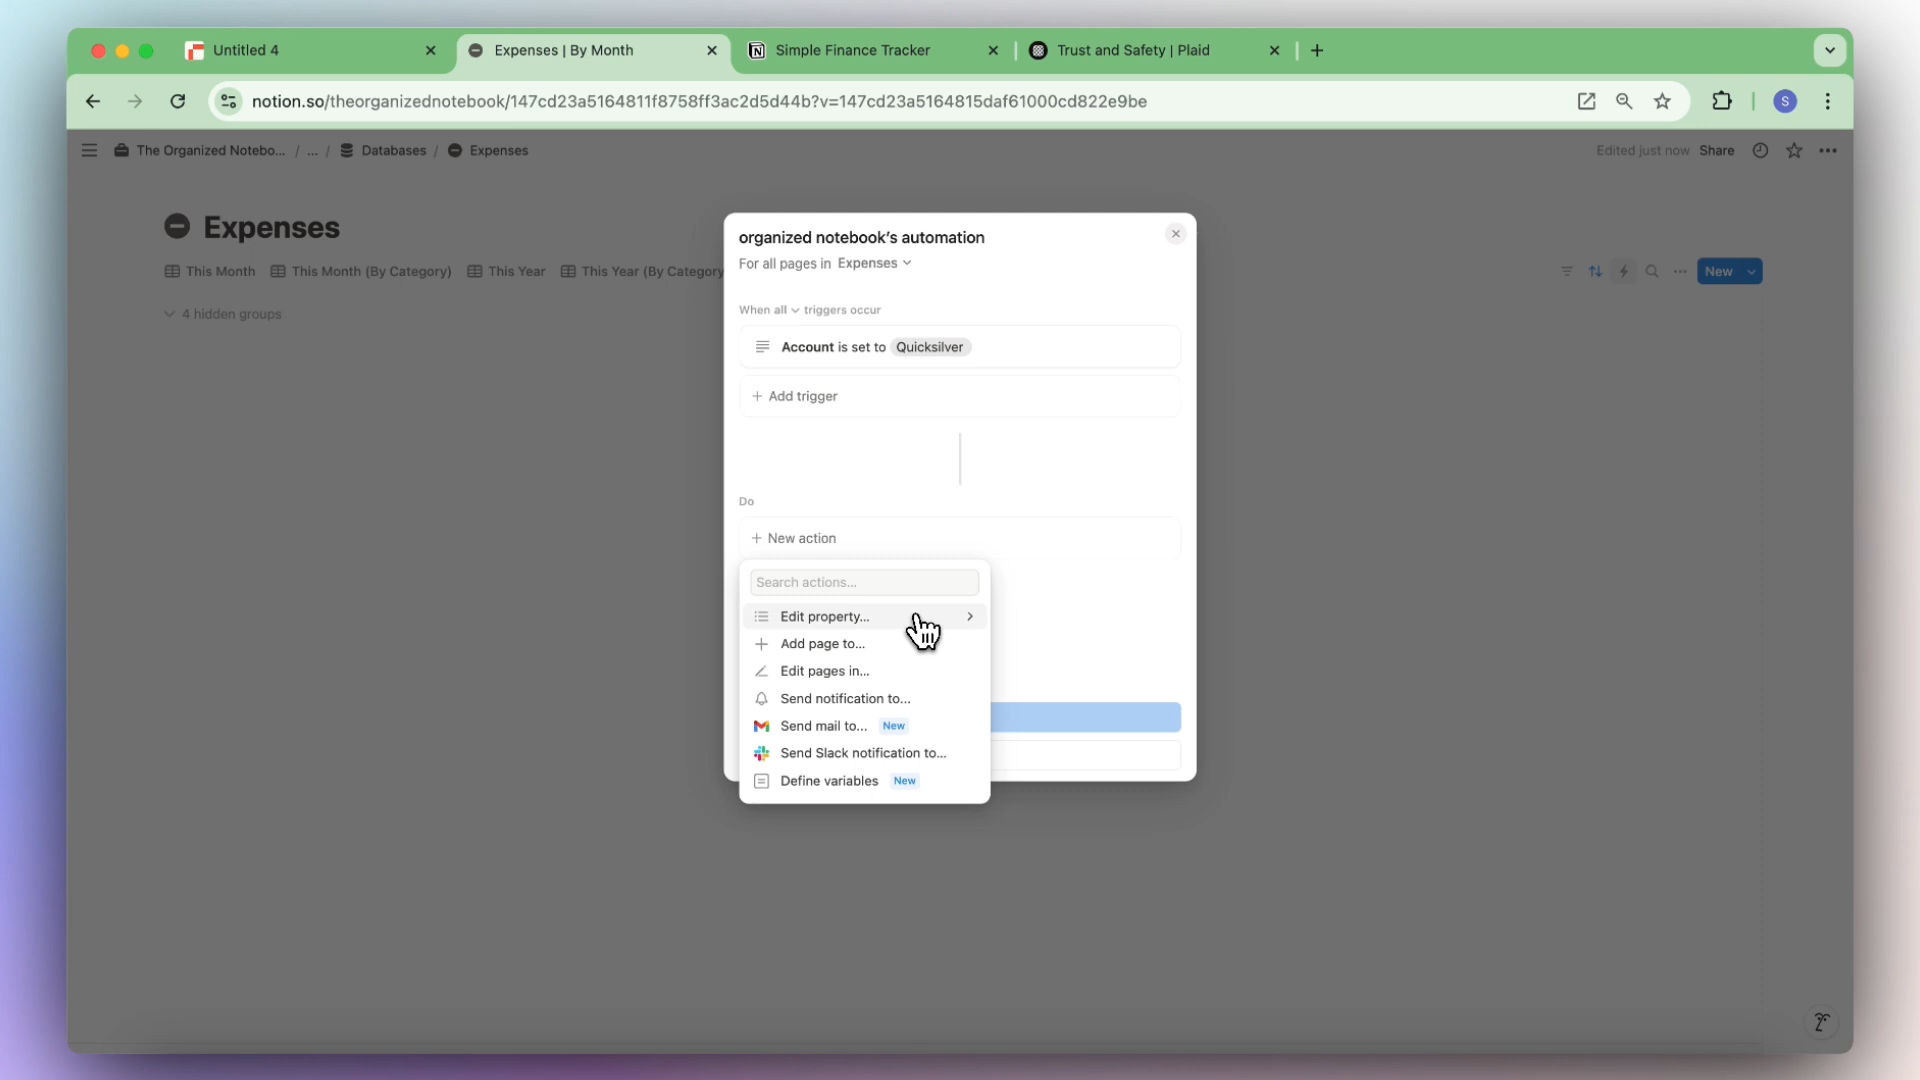 Untitled 4
Expenses | By Month
Simple Finance Tracker
Trust and Safety | Plaid
notion.so/theorganizednotebook/147cd23a5164811f8758ff3ac2d5d44b?v=147cd23a5164815daf61000cd822e9be
S
The Organized Notebo... / ... / Databases / Expenses
Edited just now Share
Expenses
This Month This Month (By Category) This Year This Year (By Category
New
4 hidden groups
organized notebook's automation
For all pages in Expenses
When all triggers occur
Account is set to Quicksilver
+ Add trigger
Do
+ New action
Search actions...
Edit property...
Add page to...
Edit pages in...
Send notification to...
Send mail to... New
Send Slack notification to...
Define variables New